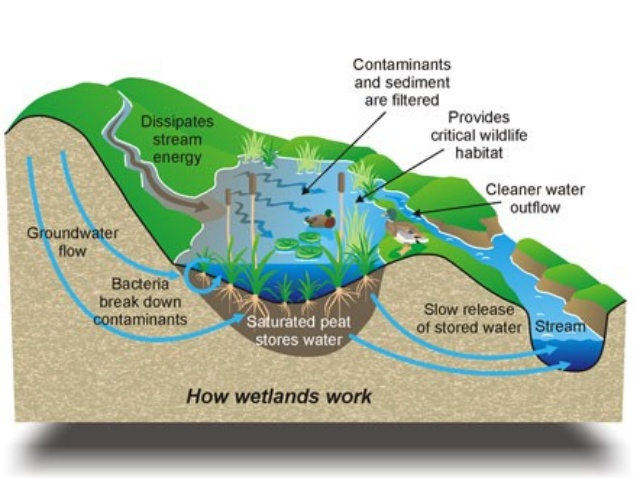 Contaminants
and sediment
are filtered
Provides
critical wildlife
habitat
Dissipates
stream
energy
Cleaner water
outflow
Groundwater
flow
Bacteria
break down
contaminants
Saturated peat
stores water
Slow release
of stored water
Stream
How wetlands work